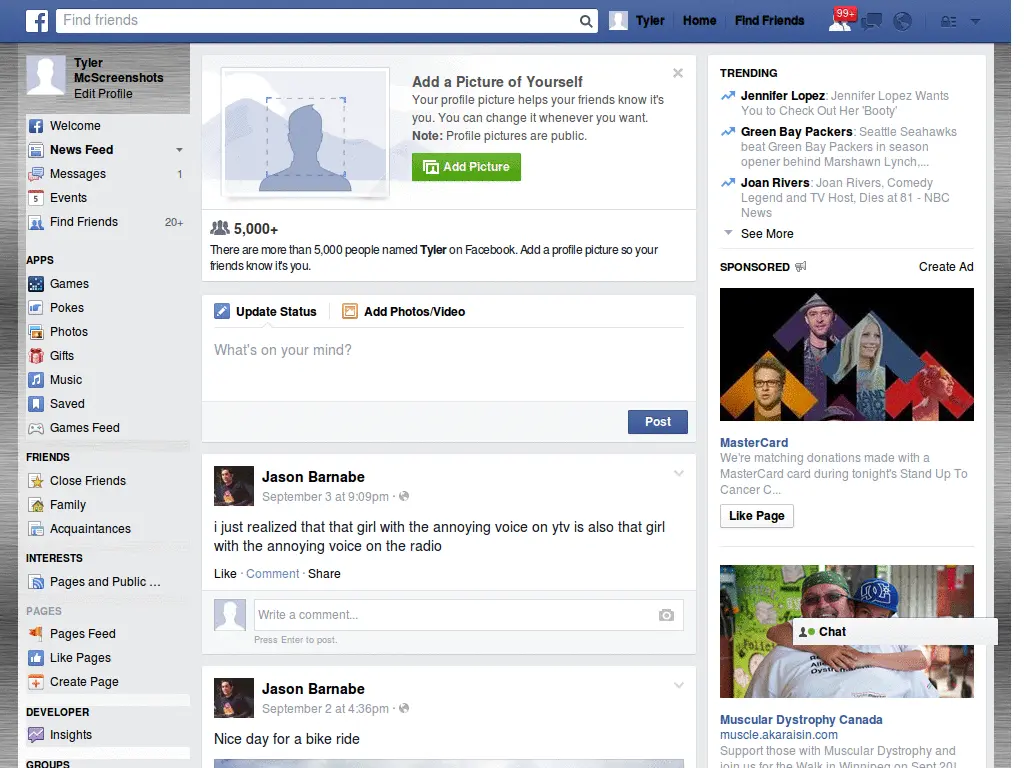 Find friends
Tyler
Home
Find Friends
99+
Tyler
McScreenshots
Edit Profile
Welcome
News Feed
Messages 1
5 Events
Find Friends 20+
APPS
Games
Pokes
Photos
Gifts
Music
Saved
Games Feed
FRIENDS
Close Friends
Family
Acquaintances
INTERESTS
Pages and Public ...
PAGES
Pages Feed
Like Pages
Create Page
DEVELOPER
Insights
GROUPS
Add a Picture of Yourself
Your profile picture helps your friends know it's
you. You can change it whenever you want.
Note: Profile pictures are public.
Add Picture
5,000+
There are more than 5,000 people named Tyler on Facebook. Add a profile picture so your
friends know it's you.
Update Status
Add Photos/Video
What's on your mind?
Post
Jason Barnabe
September 3 at 9:09pm ·
i just realized that that girl with the annoying voice on ytv is also that girl
with the annoying voice on the radio
Like · Comment · Share
Write a comment...
Press Enter to post.
Jason Barnabe
September 2 at 4:36pm ·
Nice day for a bike ride
TRENDING
Jennifer Lopez: Jennifer Lopez Wants
You to Check Out Her 'Booty'
Green Bay Packers: Seattle Seahawks
beat Green Bay Packers in season
opener behind Marshawn Lynch,...
Joan Rivers: Joan Rivers, Comedy
Legend and TV Host, Dies at 81 - NBC
News
See More
SPONSORED
Create Ad
MasterCard
We're matching donations made with a
MasterCard card during tonight's Stand Up To
Cancer C...
Like Page
Chat
Muscular Dystrophy Canada
muscle.akaraisin.com
Support those with Muscular Dystrophy and
join us for the Walk in Winnipeg on Sept 20!